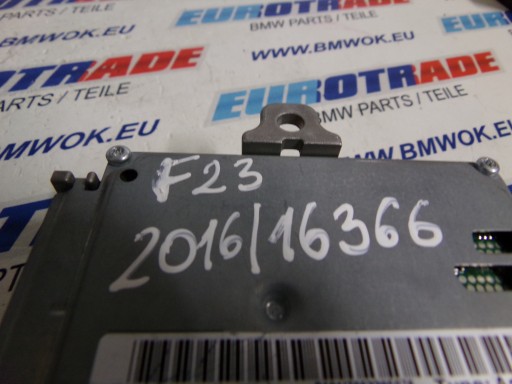 EUROTRADE
BMW PARTS / TEILE
WWW.BMWOK.EU
EUROTRADE
PARTS / TEILE
EUROTRADE
BMW PARTS / TEILE
BMWOK.EU
WWW.BMWOK.EU
F23
2016/16366